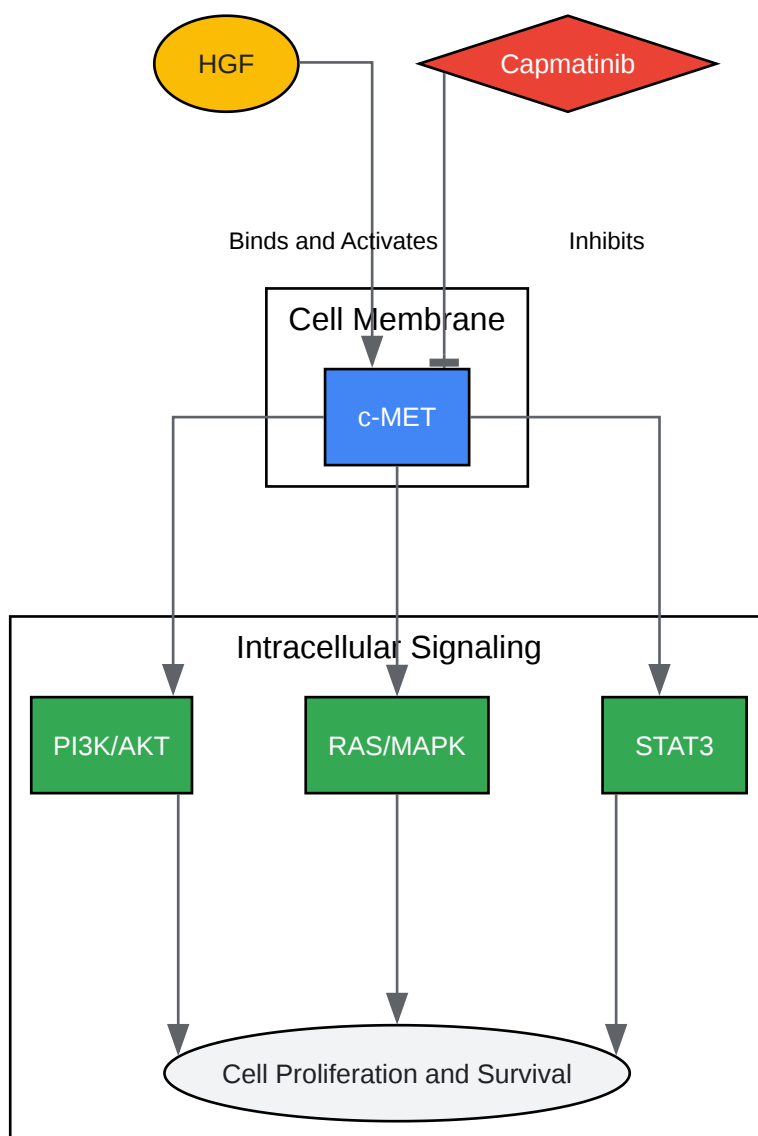 HGF
Capmatinib
Binds and Activates
Inhibits
Cell Membrane
c-MET
Intracellular Signaling
PI3K/AKT
RAS/MAPK
STAT3
Cell Proliferation and Survival